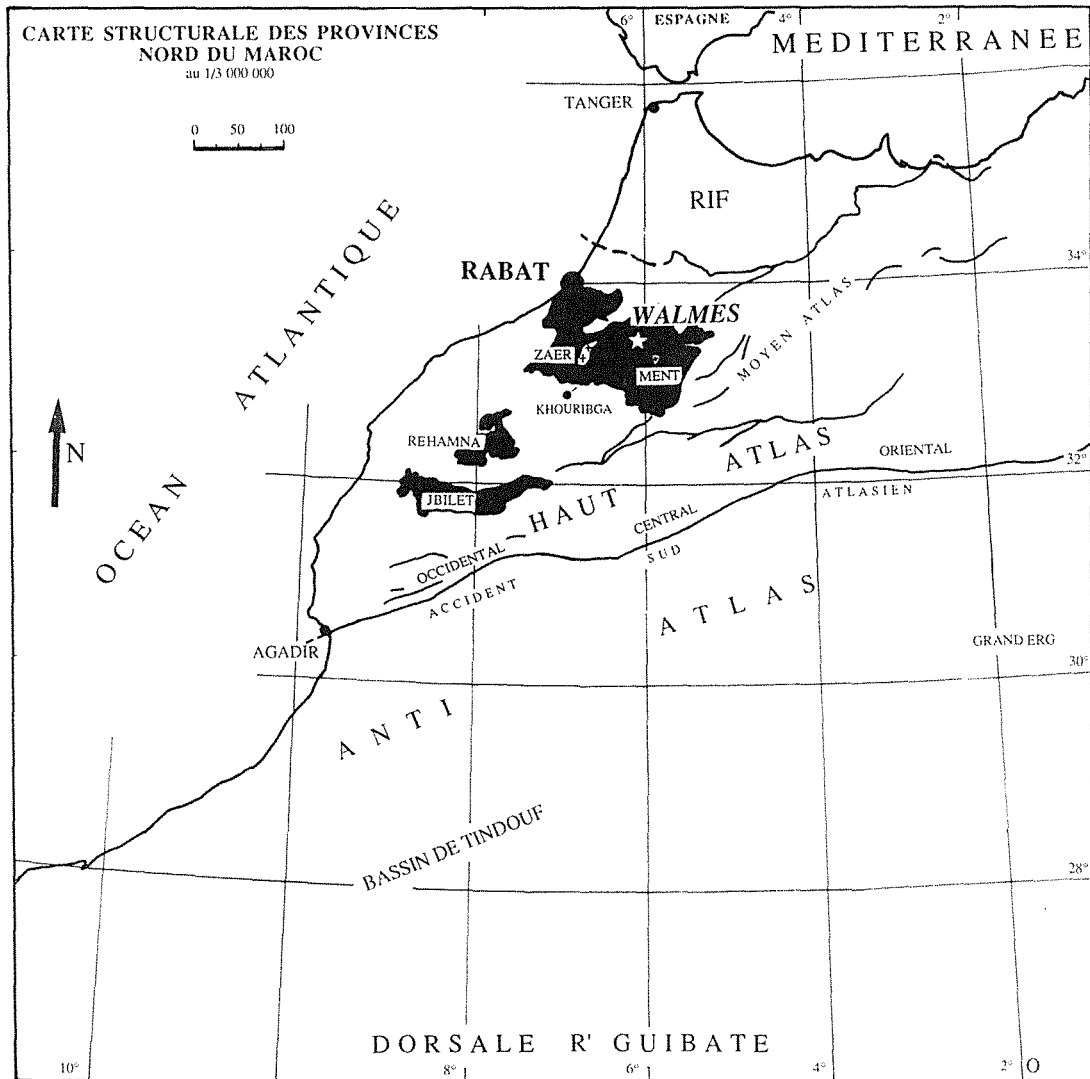 CARTE STRUCTURALE DES PROVINCES
NORD DU MAROC
au 1/3 000 000
0 50 100
6°
ESPAGNE
4°
2°
MEDITERRANEE
TANGER
RIF
OCEAN ATLANTIQUE
N
34°
RABAT
WALMES
ZAER
MENT
MOYEN ATLAS
KHOURIBGA
REHAMNA
JBILET
HAUT ATLAS
OCCIDENTAL
CENTRAL
ORIENTAL
32°
ACCIDENT SUD ATLASIEN
AGADIR
ANTI ATLAS
GRAND ERG
30°
BASSIN DE TINDOUF
28°
DORSALE R' GUIBATE
10°
8°
6°
4°
2° O